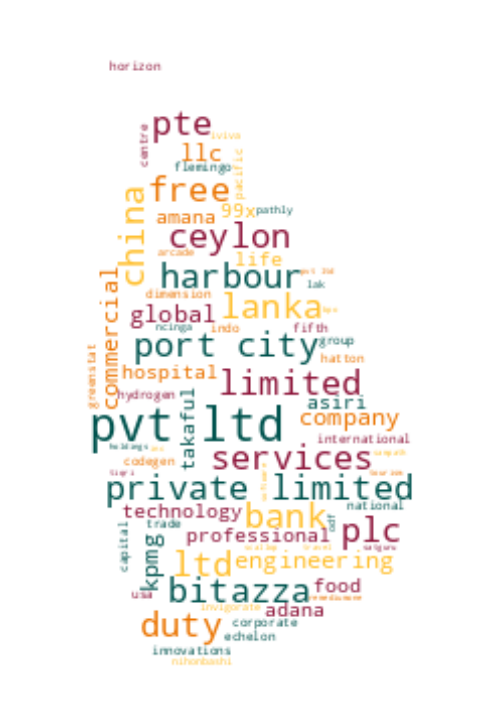 horizon
pte
centre
iviva
llc
flemingo
pacific
free
china
amana
99x
pathly
ceylon
arcade
life
harbour
lak
commercial
dimension
lanka
global
ncinga
indo
fifth
port city
group
greenstat
hatton
hospital
limited
hydrogen
takaful
asiri
pvt ltd
company
international
holdings
services
codegen
private limited
technology
bank
national
trade
professional
plc
capital
kpmg
ltd
engineering
usa
bitazza
food
invigorate
adana
duty
corporate
echelon
innovations
nihonbashi